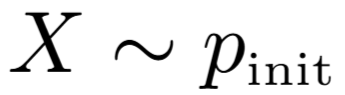 X ∼ p_init